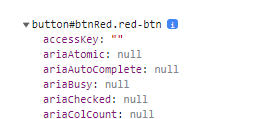 button#btnRed.red-btn i
accessKey: ""
ariaAtomic: null
ariaAutoComplete: null
ariaBusy: null
ariaChecked: null
ariaColCount: null